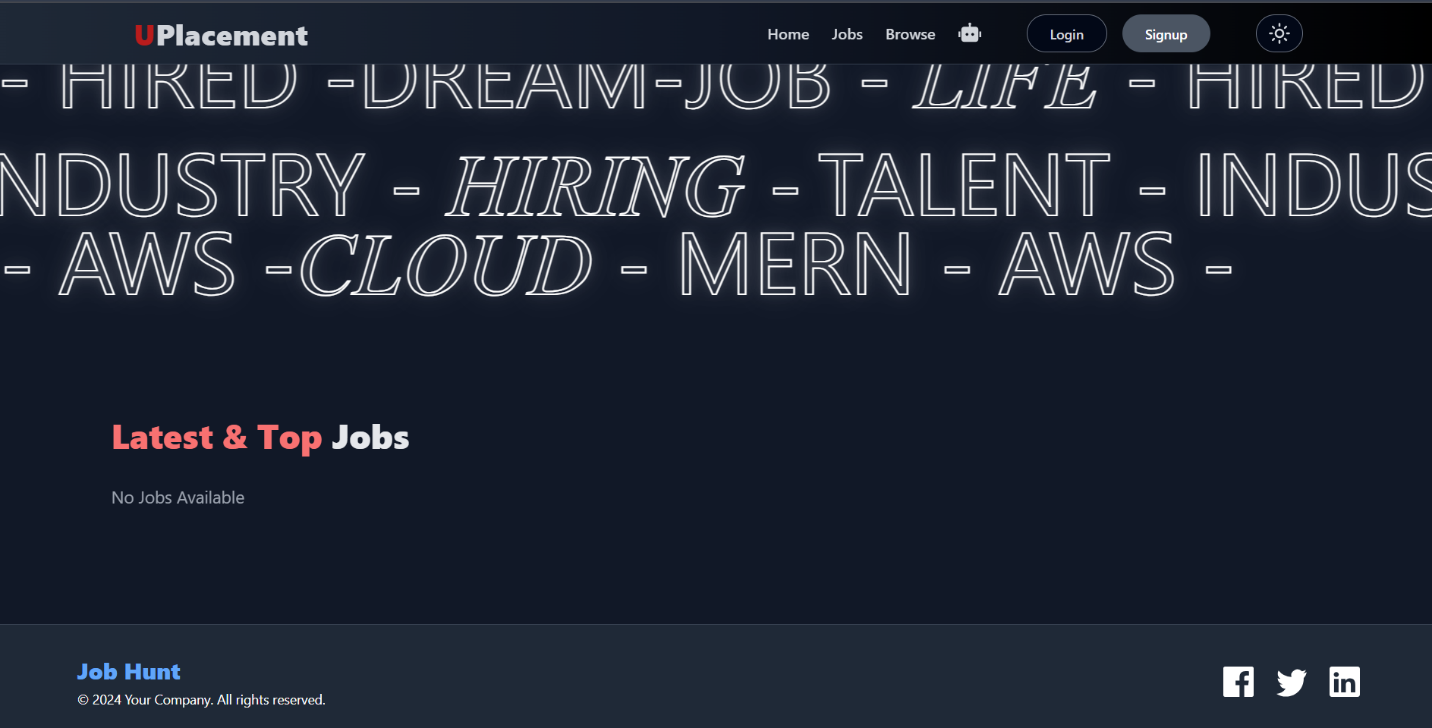 UPlacement Home Jobs Browse Login Signup
- HIRED -DREAM-JOB - LIFE - HIRED
NDUSTRY - HIRING - TALENT - INDUS
- AWS -CLOUD - MERN - AWS -
Latest & Top Jobs
No Jobs Available
Job Hunt
© 2024 Your Company. All rights reserved.